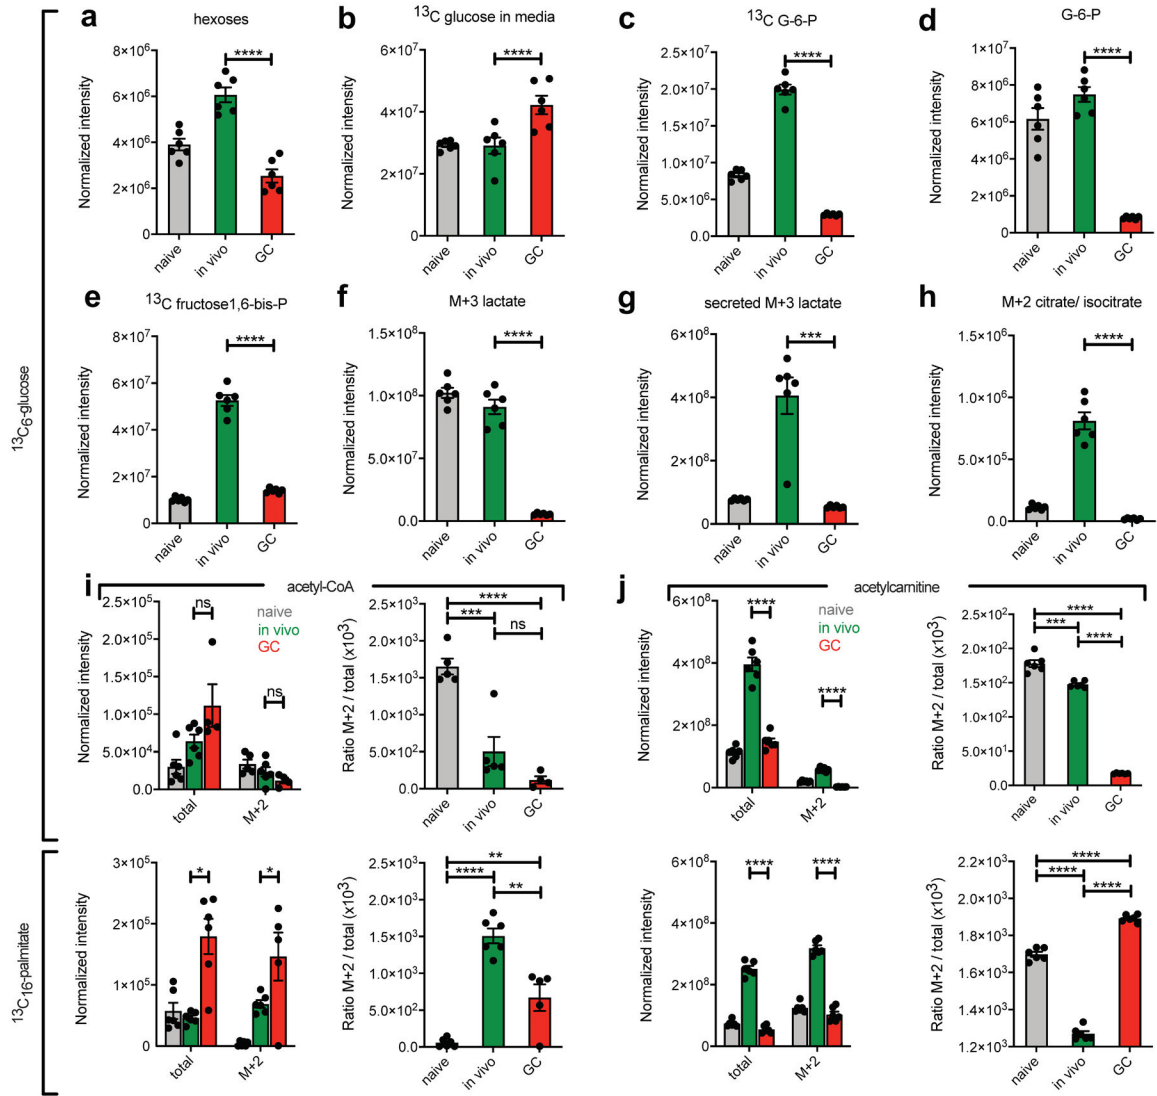 ¹³C₆-glucose
a
hexoses
Normalized intensity
8×10⁶
6×10⁶
4×10⁶
2×10⁶
0
****
naive
in vivo
GC
b
¹³C glucose in media
Normalized intensity
6×10⁷
4×10⁷
2×10⁷
0
****
naive
in vivo
GC
c
¹³C G-6-P
Normalized intensity
2.5×10⁷
2.0×10⁷
1.5×10⁷
1.0×10⁷
5.0×10⁶
0.0
****
naive
in vivo
GC
d
G-6-P
Normalized intensity
1×10⁷
8×10⁶
6×10⁶
4×10⁶
2×10⁶
0
****
naive
in vivo
GC
e
¹³C fructose1,6-bis-P
Normalized intensity
8×10⁷
6×10⁷
4×10⁷
2×10⁷
0
****
naive
in vivo
GC
f
M+3 lactate
Normalized intensity
1.5×10⁸
1.0×10⁸
5.0×10⁷
0.0
****
naive
in vivo
GC
g
secreted M+3 lactate
Normalized intensity
6×10⁸
4×10⁸
2×10⁸
0
***
naive
in vivo
GC
h
M+2 citrate/ isocitrate
Normalized intensity
1.5×10⁶
1.0×10⁶
5.0×10⁵
0.0
****
naive
in vivo
GC
i
acetyl-CoA
Normalized intensity
2.5×10⁵
2.0×10⁵
1.5×10⁵
1.0×10⁵
5.0×10⁴
0.0
ns
ns
naive
in vivo
GC
total
M+2
Ratio M+2 / total (x10³)
2.5×10³
2.0×10³
1.5×10³
1.0×10³
5.0×10²
0.0
****
***
ns
naive
in vivo
GC
j
acetylcarnitine
Normalized intensity
6×10⁸
4×10⁸
2×10⁸
0
****
****
naive
in vivo
GC
total
M+2
Ratio M+2 / total (x10³)
2.5×10²
2.0×10²
1.5×10²
1.0×10²
5.0×10¹
0.0
****
***
****
naive
in vivo
GC
¹³C₁₆-palmitate
Normalized intensity
3×10⁵
2×10⁵
1×10⁵
0
*
*
total
M+2
Ratio M+2 / total (x10³)
2.5×10³
2.0×10³
1.5×10³
1.0×10³
5.0×10²
0.0
**
****
**
naive
in vivo
GC
Normalized intensity
6×10⁸
4×10⁸
2×10⁸
0
****
****
total
M+2
Ratio M+2 / total (x10³)
2.2×10³
2.0×10³
1.8×10³
1.6×10³
1.4×10³
1.2×10³
****
****
****
naive
in vivo
GC